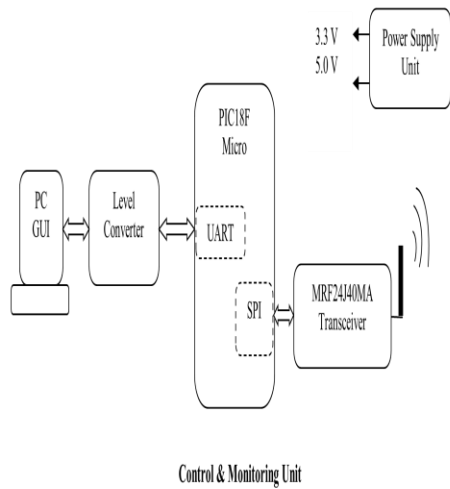 3.3 V
5.0 V
Power Supply
Unit
PIC18F
Micro
PC
GUI
Level
Converter
UART
SPI
MRF24J40MA
Transceiver
Control & Monitoring Unit